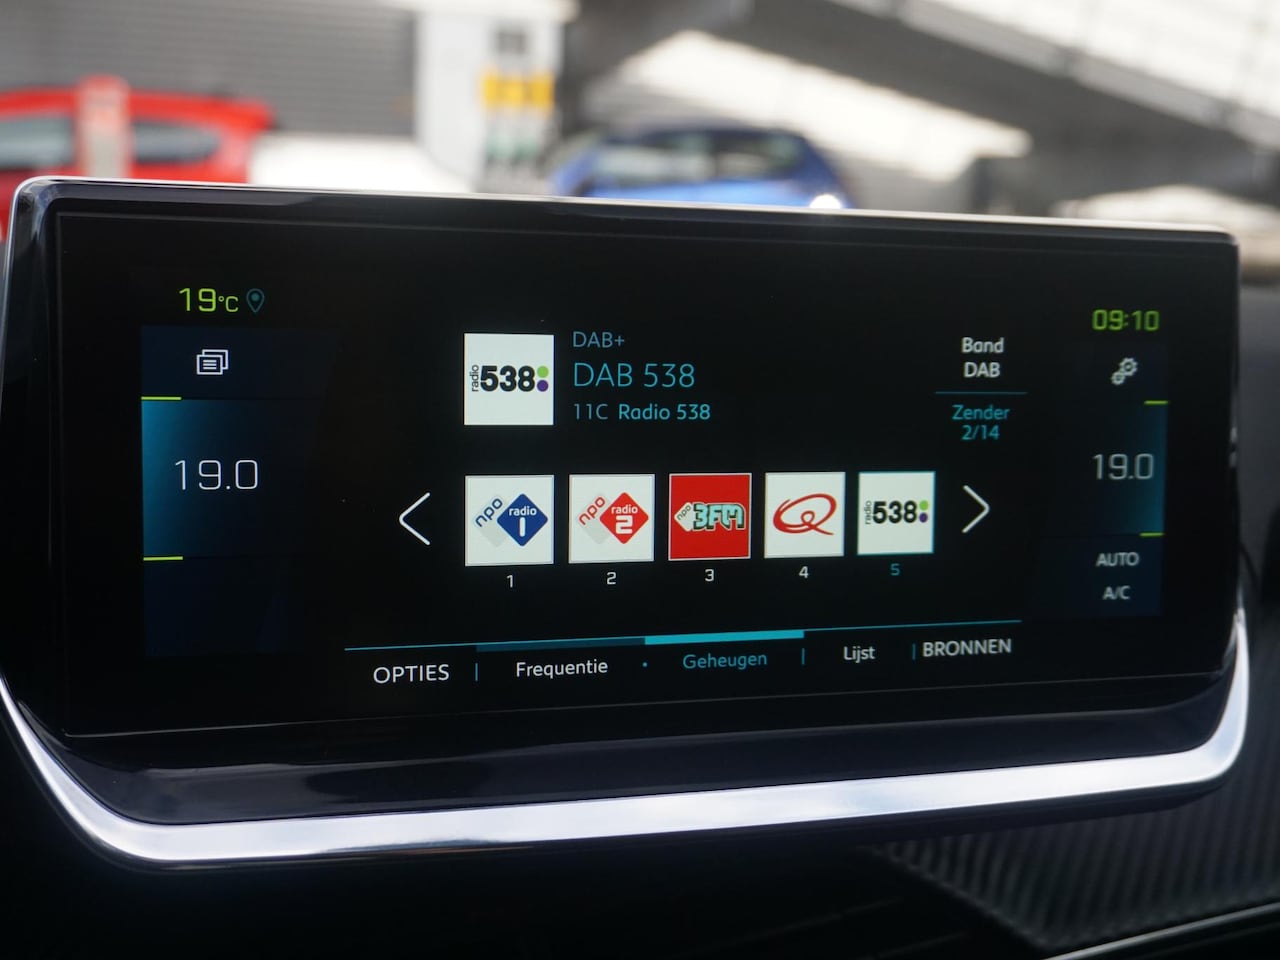 19°C
09:10
radio 538
DAB+
DAB 538
11C Radio 538
Band
DAB
Zender
2/14
19.0
19.0
npo radio 1
npo radio 2
npo 3FM
Q
radio 538
1
2
3
4
5
AUTO
A/C
OPTIES | Frequentie · Geheugen | Lijst | BRONNEN